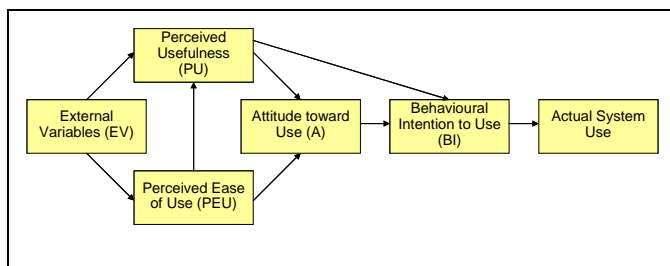 Perceived
Usefulness
(PU)
External
Variables (EV)
Attitude toward
Use (A)
Behavioural
Intention to Use
(BI)
Actual System
Use
Perceived Ease
of Use (PEU)